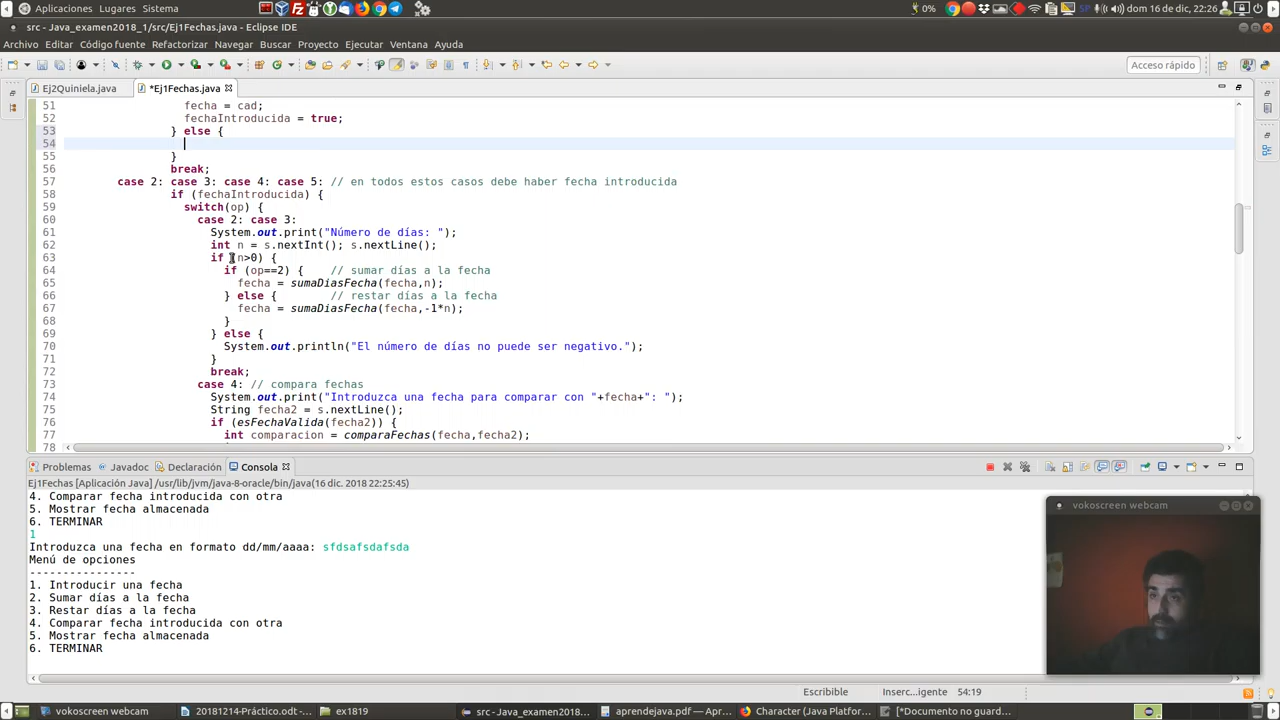 Aplicaciones Lugares Sistema
0% dom 16 de dic, 22:26
src - Java_examen2018_1/src/Ej1Fechas.java - Eclipse IDE
Archivo Editar Código fuente Refactorizar Navegar Buscar Proyecto Ejecutar Ventana Ayuda
Acceso rápido
Ej2Quiniela.java *Ej1Fechas.java
51 fecha = cad;
52 fechaIntroducida = true;
53 } else {
54
55 }
56 break;
57 case 2: case 3: case 4: case 5: // en todos estos casos debe haber fecha introducida
58 if (fechaIntroducida) {
59 switch(op) {
60 case 2: case 3:
61 System.out.print("Número de días: ");
62 int n = s.nextInt(); s.nextLine();
63 if (n>0) {
64 if (op==2) { // sumar días a la fecha
65 fecha = sumaDiasFecha(fecha,n);
66 } else { // restar días a la fecha
67 fecha = sumaDiasFecha(fecha,-1*n);
68 }
69 } else {
70 System.out.println("El número de días no puede ser negativo.");
71 }
72 break;
73 case 4: // compara fechas
74 System.out.print("Introduzca una fecha para comparar con "+fecha+": ");
75 String fecha2 = s.nextLine();
76 if (esFechaValida(fecha2)) {
77 int comparacion = comparaFechas(fecha,fecha2);
78
Problemas Javadoc Declaración Consola
Ej1Fechas [Aplicación Java] /usr/lib/jvm/java-8-oracle/bin/java(16 dic. 2018 22:25:45)
4. Comparar fecha introducida con otra
5. Mostrar fecha almacenada
6. TERMINAR
1
Introduzca una fecha en formato dd/mm/aaaa: sfdsafsdafsda
Menú de opciones
----------------
1. Introducir una fecha
2. Sumar días a la fecha
3. Restar días a la fecha
4. Comparar fecha introducida con otra
5. Mostrar fecha almacenada
6. TERMINAR
vokoscreen webcam
Escribible Inserc...igente 54:19
vokoscreen webcam 20181214-Práctico.odt -... ex1819 src - Java_examen2018... aprendejava.pdf — Apr... Character (Java Platfor... [*Documento no guard...